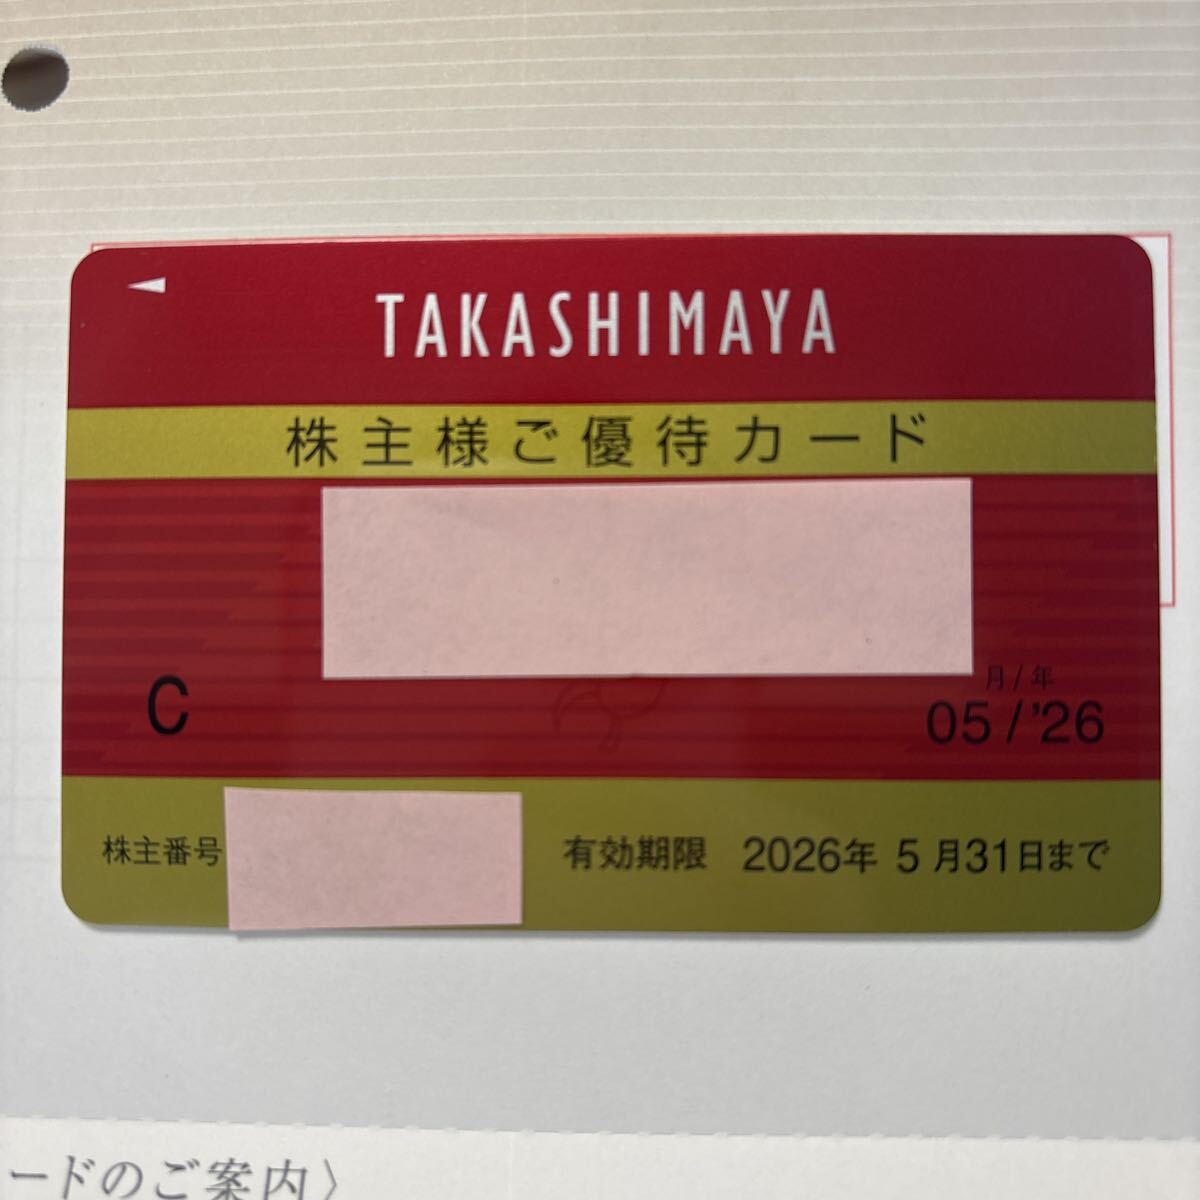 TAKASHIMAYA
株主様ご優待カード
月/年
C 05/'26
株主番号 有効期限 2026年 5月31日まで
ードのご案内〉